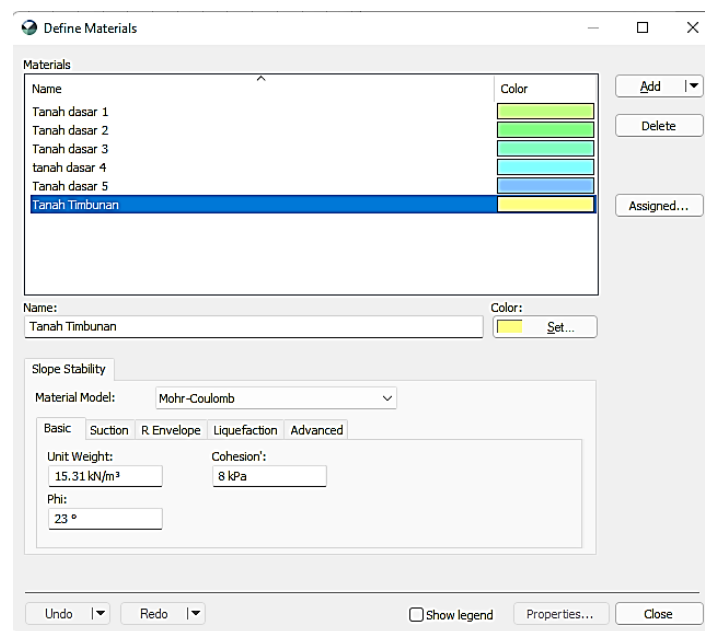 Define Materials
Materials
Name Color
Tanah dasar 1
Tanah dasar 2
Tanah dasar 3
tanah dasar 4
Tanah dasar 5
Tanah Timbunan
Add
Delete
Assigned...
Name: Color:
Tanah Timbunan Set...
Slope Stability
Material Model: Mohr-Coulomb
Basic Suction R Envelope Liquefaction Advanced
Unit Weight: Cohesion':
15.31 kN/m³ 8 kPa
Phi:
23 °
Undo Redo Show legend Properties... Close